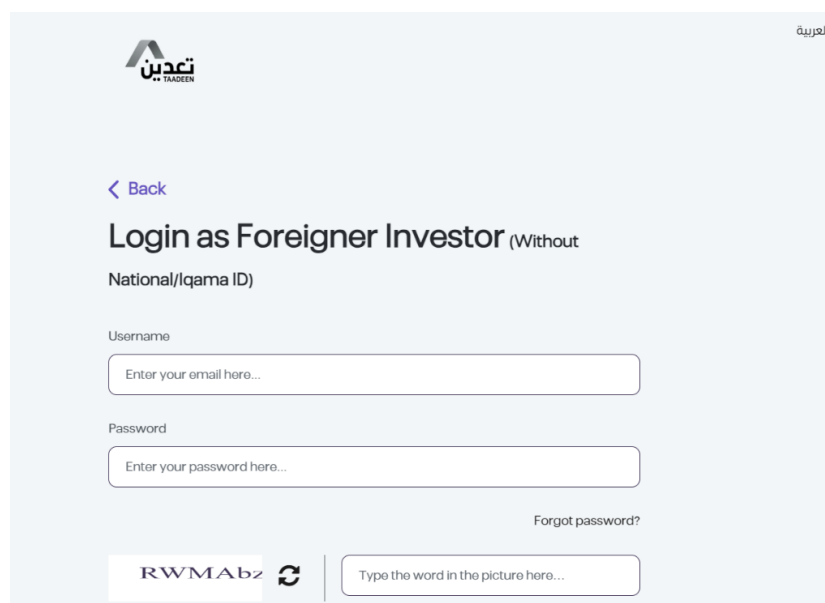 لعربية
تعدين
TAADEEN
Back
Login as Foreigner Investor (Without
National/Iqama ID)
Username
Enter your email here...
Password
Enter your password here...
Forgot password?
RWMAbz
Type the word in the picture here...